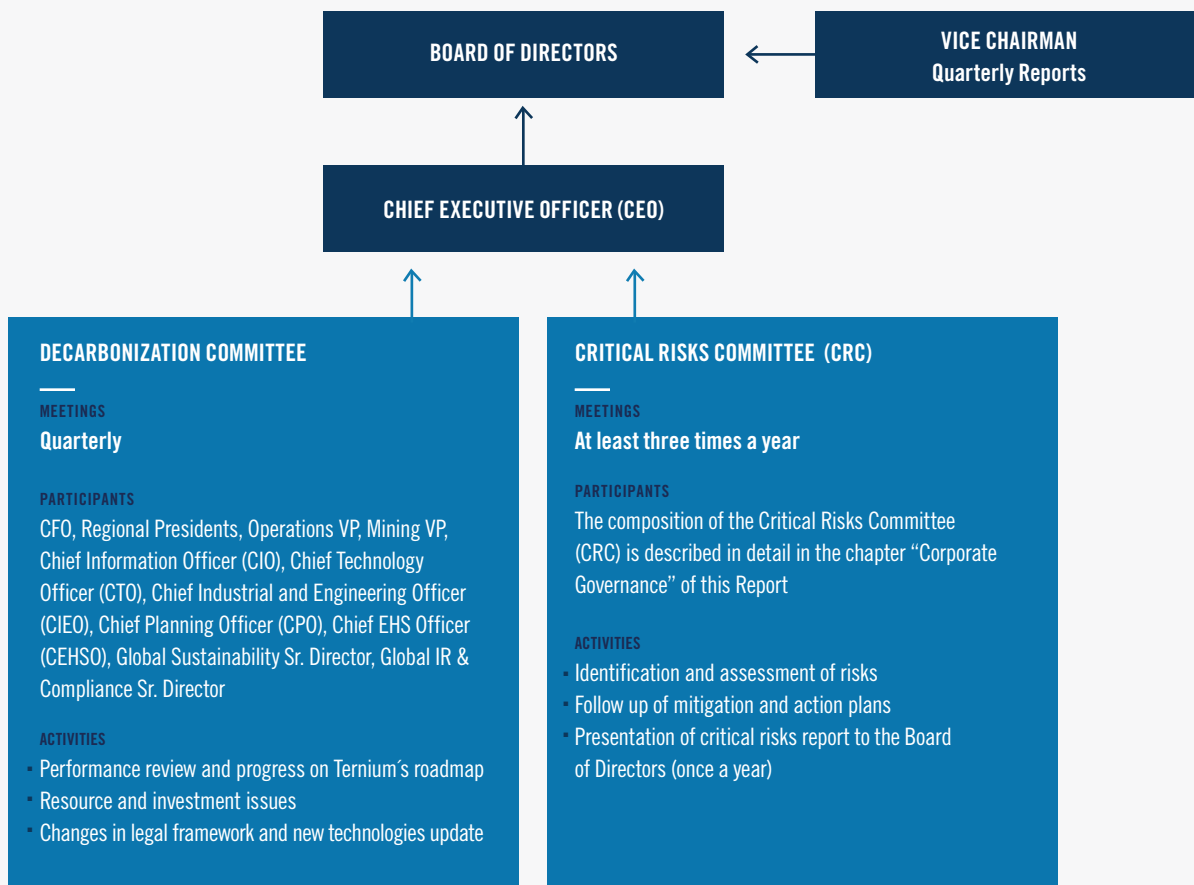 BOARD OF DIRECTORS
VICE CHAIRMAN
Quarterly Reports
CHIEF EXECUTIVE OFFICER (CEO)
DECARBONIZATION COMMITTEE
MEETINGS
Quarterly
PARTICIPANTS
CFO, Regional Presidents, Operations VP, Mining VP,
Chief Information Officer (CIO), Chief Technology
Officer (CTO), Chief Industrial and Engineering Officer
(CIEO), Chief Planning Officer (CPO), Chief EHS Officer
(CEHSO), Global Sustainability Sr. Director, Global IR &
Compliance Sr. Director
ACTIVITIES
▪ Performance review and progress on Ternium´s roadmap
▪ Resource and investment issues
▪ Changes in legal framework and new technologies update
CRITICAL RISKS COMMITTEE (CRC)
MEETINGS
At least three times a year
PARTICIPANTS
The composition of the Critical Risks Committee
(CRC) is described in detail in the chapter “Corporate
Governance” of this Report
ACTIVITIES
▪ Identification and assessment of risks
▪ Follow up of mitigation and action plans
▪ Presentation of critical risks report to the Board
of Directors (once a year)